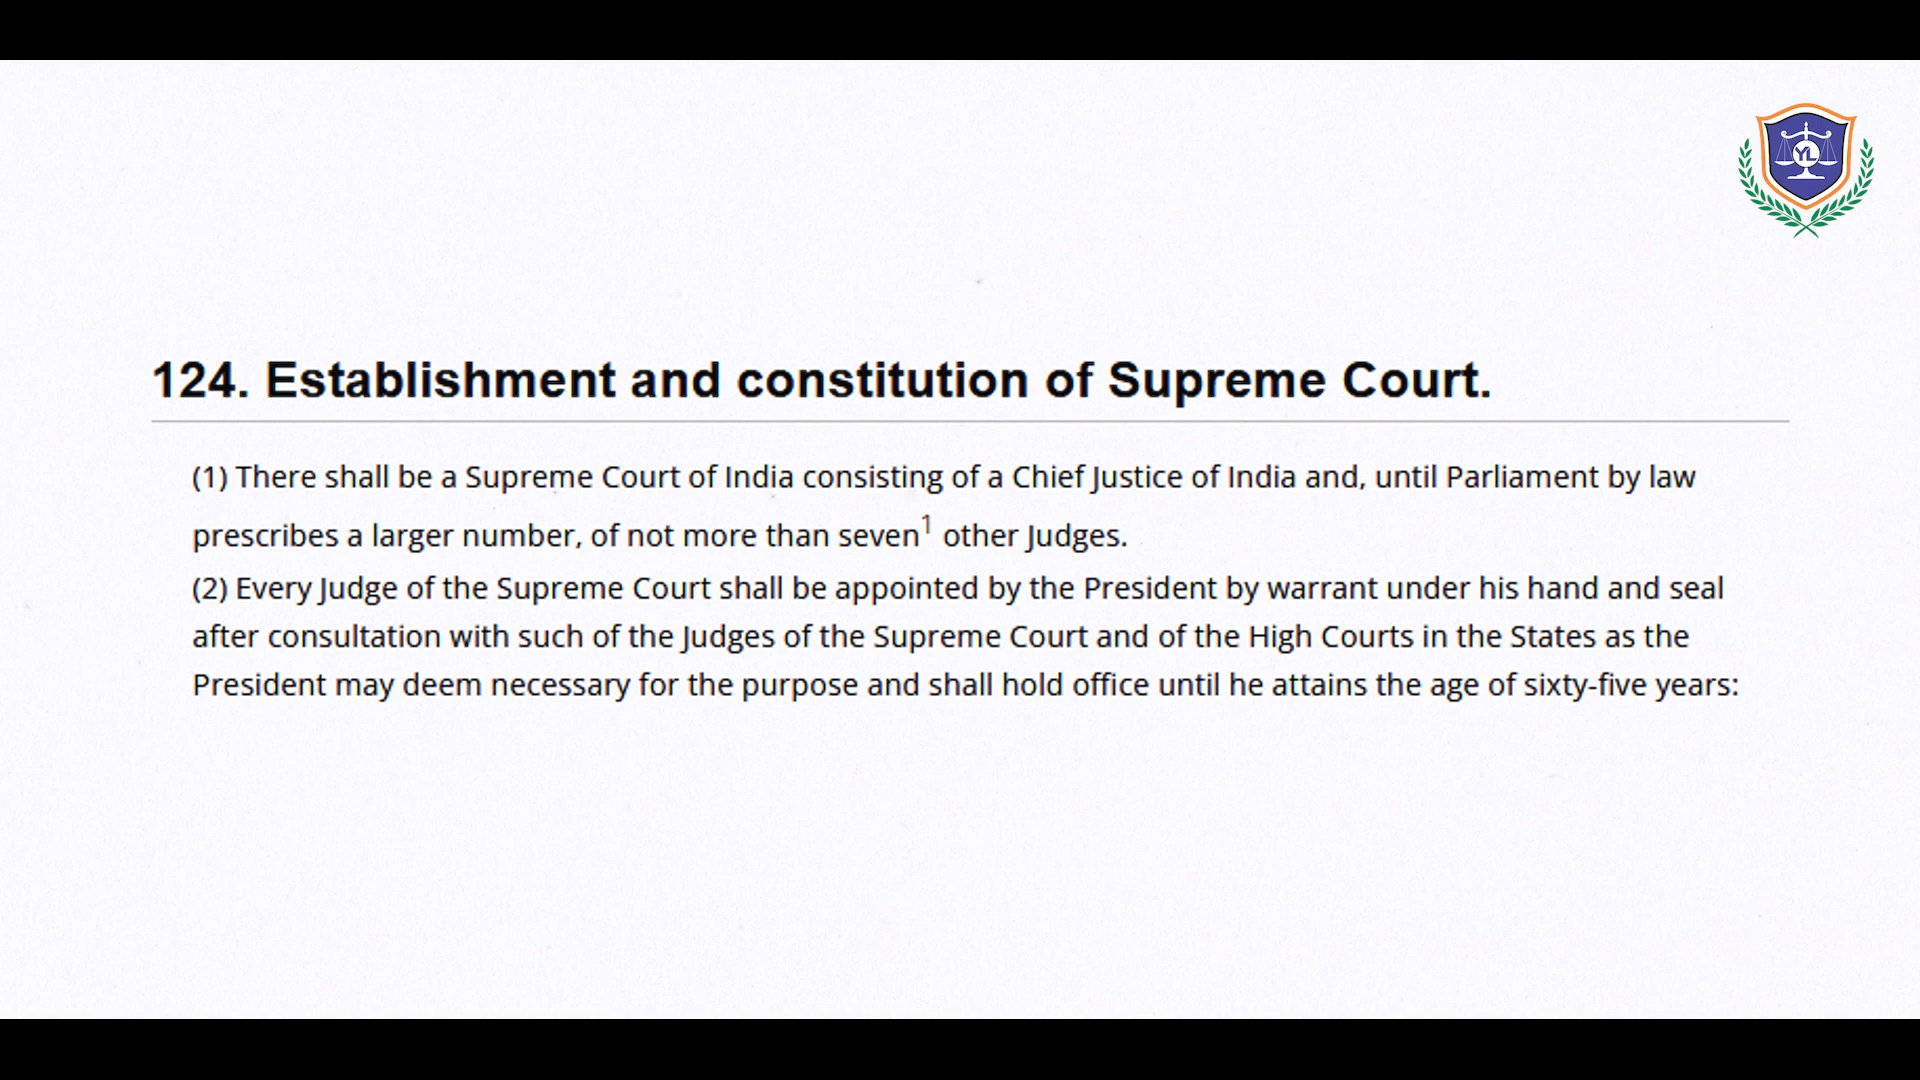 YL
124. Establishment and constitution of Supreme Court.
(1) There shall be a Supreme Court of India consisting of a Chief Justice of India and, until Parliament by law
prescribes a larger number, of not more than seven¹ other Judges.
(2) Every Judge of the Supreme Court shall be appointed by the President by warrant under his hand and seal
after consultation with such of the Judges of the Supreme Court and of the High Courts in the States as the
President may deem necessary for the purpose and shall hold office until he attains the age of sixty-five years: